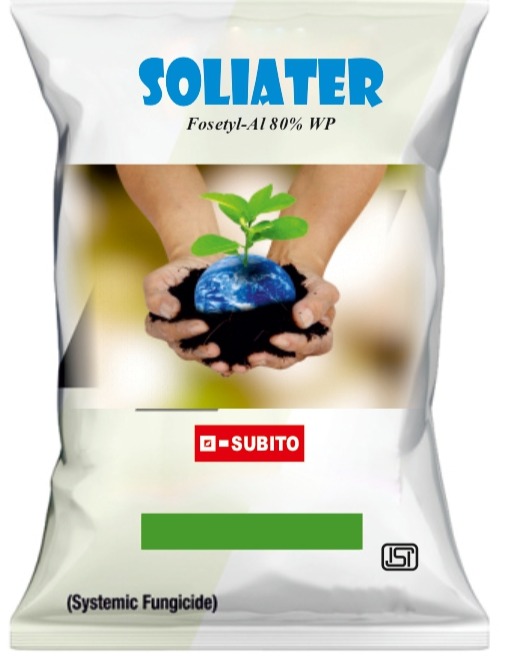 SOLIATER
Fosetyl-Al 80% WP
-SUBITO
ISI
(Systemic Fungicide)